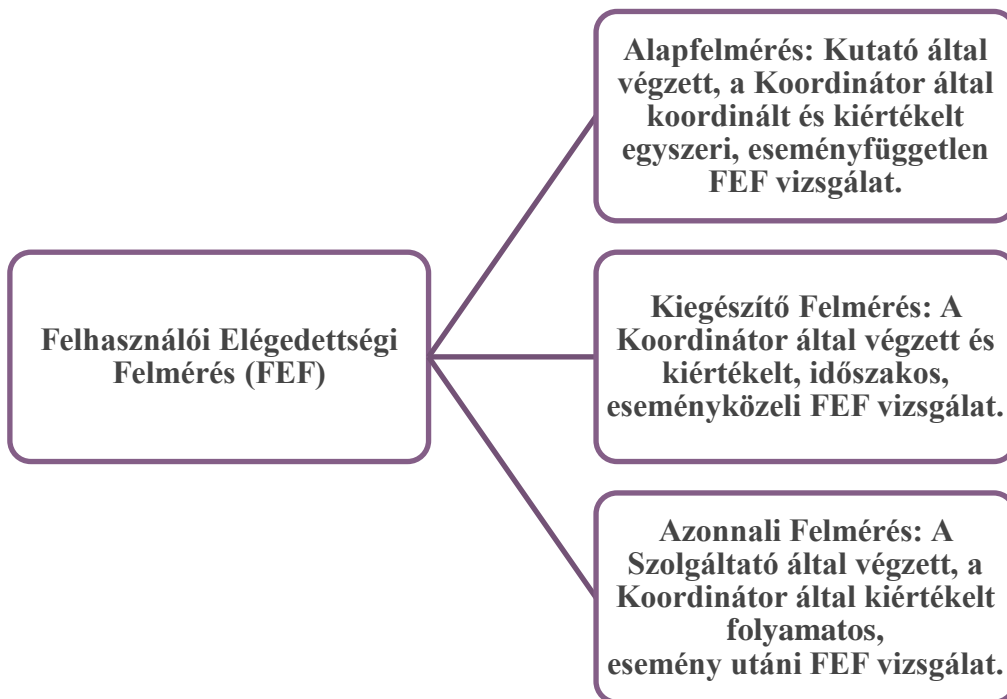 Alapfelmérés: Kutató által
végzett, a Koordinátor által
koordinált és kiértékelt
egyszeri, eseményfüggetlen
FEF vizsgálat.
Felhasználói Elégedettségi
Felmérés (FEF)
Kiegészítő Felmérés: A
Koordinátor által végzett és
kiértékelt, időszakos,
eseményközeli FEF vizsgálat.
Azonnali Felmérés: A
Szolgáltató által végzett, a
Koordinátor által kiértékelt
folyamatos,
esemény utáni FEF vizsgálat.